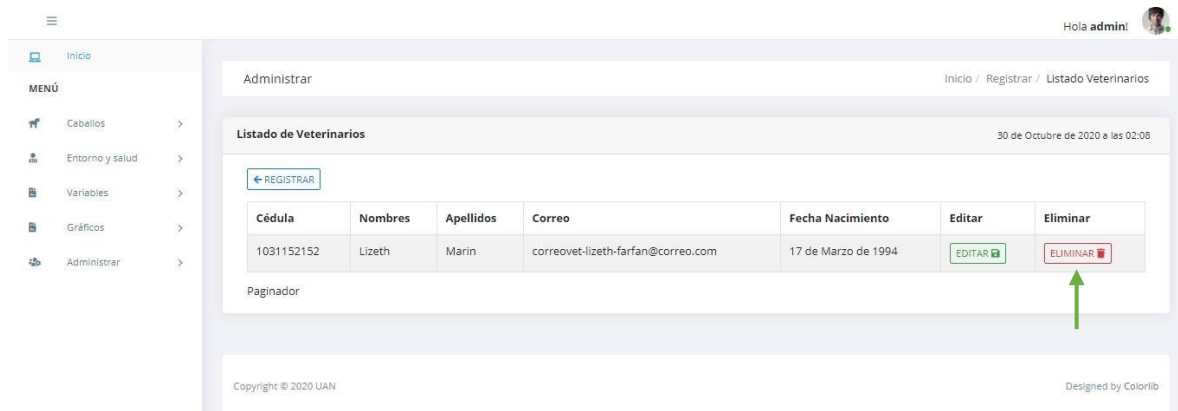 Hola admin!
Inicio
MENÚ
Caballos
Entorno y salud
Variables
Gráficos
Administrar
Administrar
Inicio / Registrar / Listado Veterinarios
Listado de Veterinarios
30 de Octubre de 2020 a las 02:08
REGISTRAR
Cédula Nombres Apellidos Correo Fecha Nacimiento Editar Eliminar
1031152152 Lizeth Marin correovet-lizeth-farfan@correo.com 17 de Marzo de 1994 EDITAR ELIMINAR
Paginador
Copyright © 2020 UAN
Designed by Colorlib